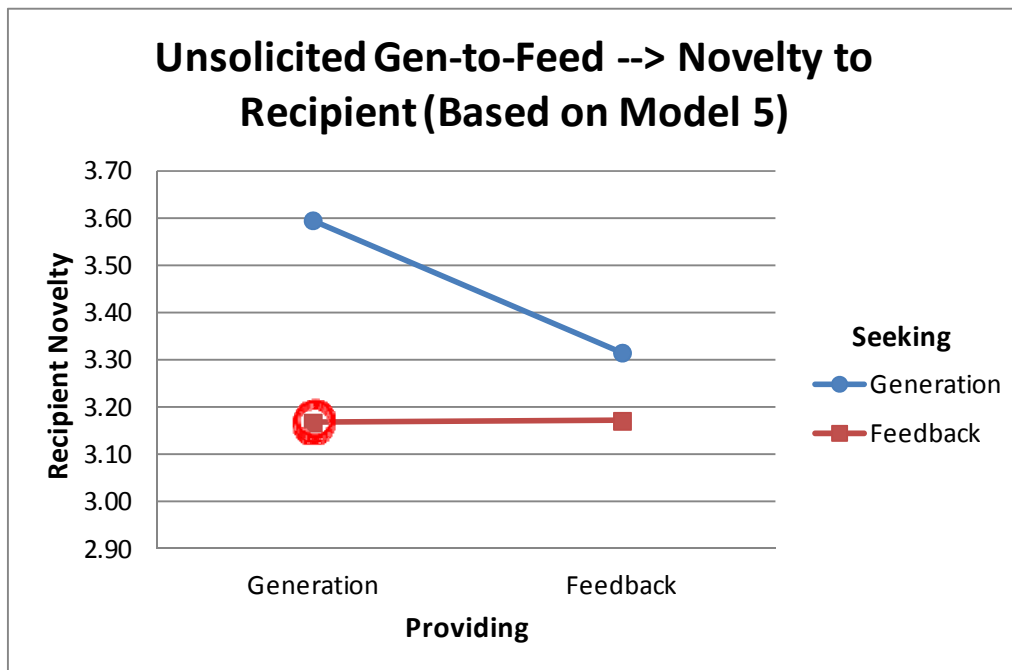 Unsolicited Gen-to-Feed --> Novelty to
Recipient (Based on Model 5)
Recipient Novelty
3.70
3.60
3.50
3.40
3.30
3.20
3.10
3.00
2.90
Generation
Feedback
Providing
Seeking
Generation
Feedback